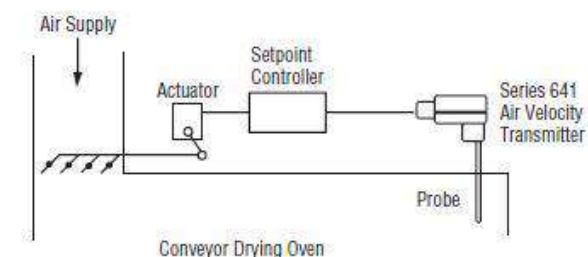 Air Supply
Setpoint
Controller
Actuator
Series 641
Air Velocity
Transmitter
Probe
Conveyor Drying Oven